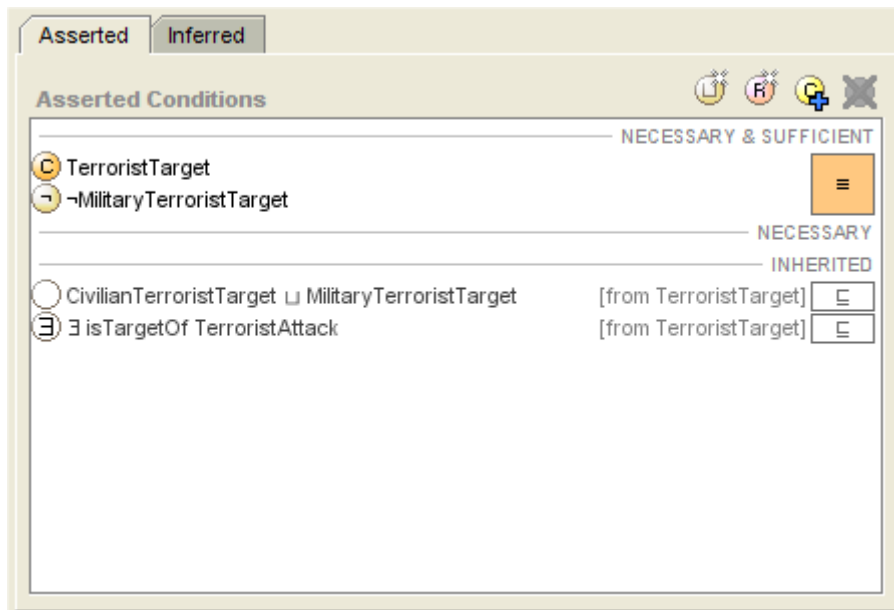 Asserted Inferred
Asserted Conditions
NECESSARY & SUFFICIENT
TerroristTarget
¬MilitaryTerroristTarget
≡
NECESSARY
INHERITED
CivilianTerroristTarget ⊔ MilitaryTerroristTarget [from TerroristTarget] ⊑
∃ ∃ isTargetOf TerroristAttack [from TerroristTarget] ⊑